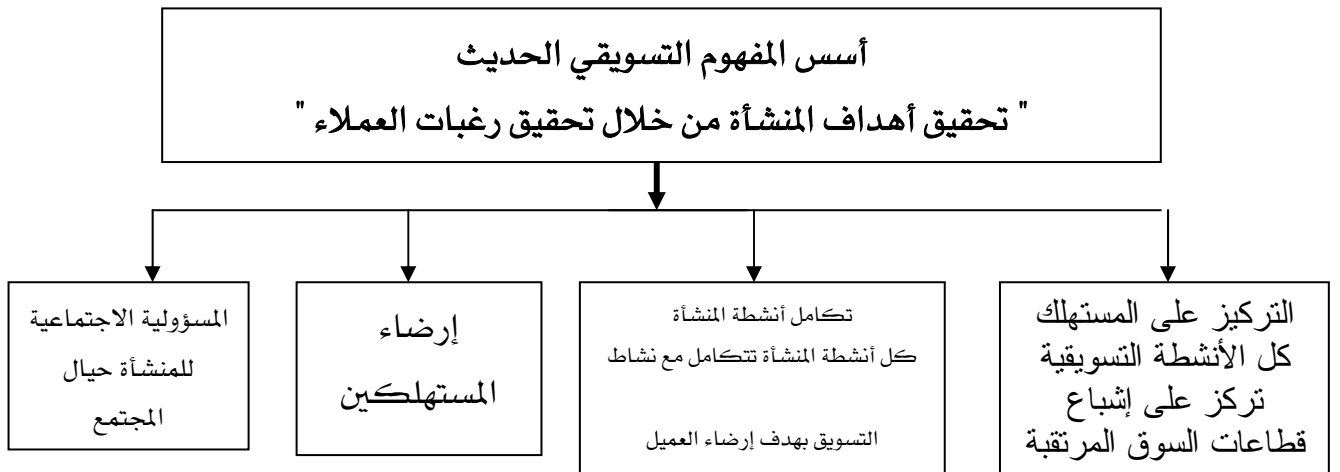 أسس المفهوم التسويقي الحديث
" تحقيق أهداف المنشأة من خلال تحقيق رغبات العملاء "
التركيز على المستهلك
كل الأنشطة التسويقية
تركز على إشباع
قطاعات السوق المرتقبة
تكامل أنشطة المنشأة
كل أنشطة المنشأة تتكامل مع نشاط
التسويق بهدف إرضاء العميل
إرضاء
المستهلكين
المسؤولية الاجتماعية
للمنشأة حيال
المجتمع